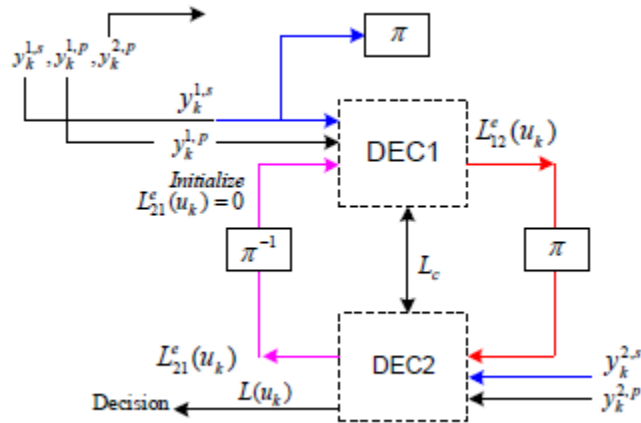 y_k^{1,s}, y_k^{1,p}, y_k^{2,p}
π
y_k^{1,s}
y_k^{1,p}
DEC1
L_{12}^e(u_k)
Initialize
L_{21}^e(u_k)=0
π^{-1}
L_c
π
L_{21}^e(u_k)
DEC2
y_k^{2,s}
Decision
L(u_k)
y_k^{2,p}